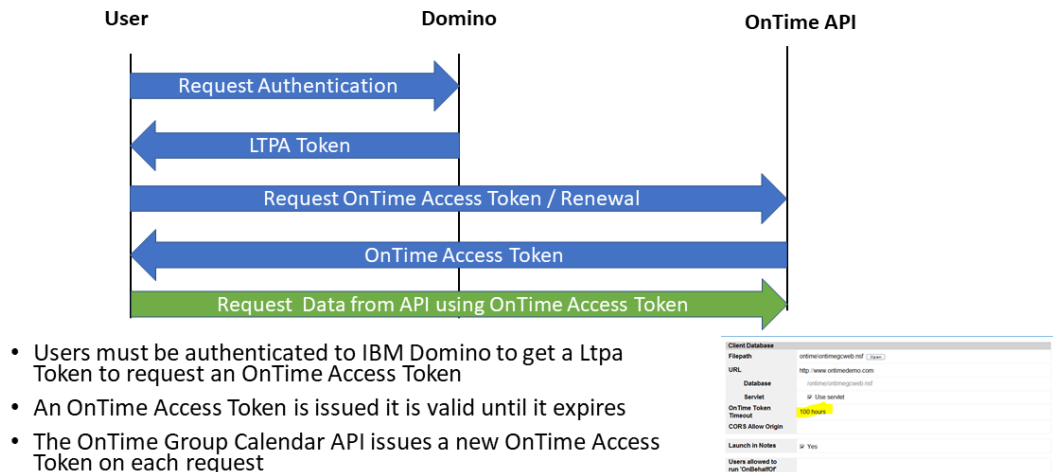 User
Domino
OnTime API
Request Authentication
LTPA Token
Request OnTime Access Token / Renewal
OnTime Access Token
Request Data from API using OnTime Access Token
• Users must be authenticated to IBM Domino to get a Ltpa
Token to request an OnTime Access Token
• An OnTime Access Token is issued it is valid until it expires
• The OnTime Group Calendar API issues a new OnTime Access
Token on each request
Client Database
Filepath ontime/ontimegcweb.nsf Open
URL http://www.ontimedemo.com
Database /ontime/ontimegcweb.nsf
Servlet Use servlet
OnTime Token
Timeout 100 hours
CORS Allow Origin
Launch in Notes Yes
Users allowed to
run 'OnBehalfOf'